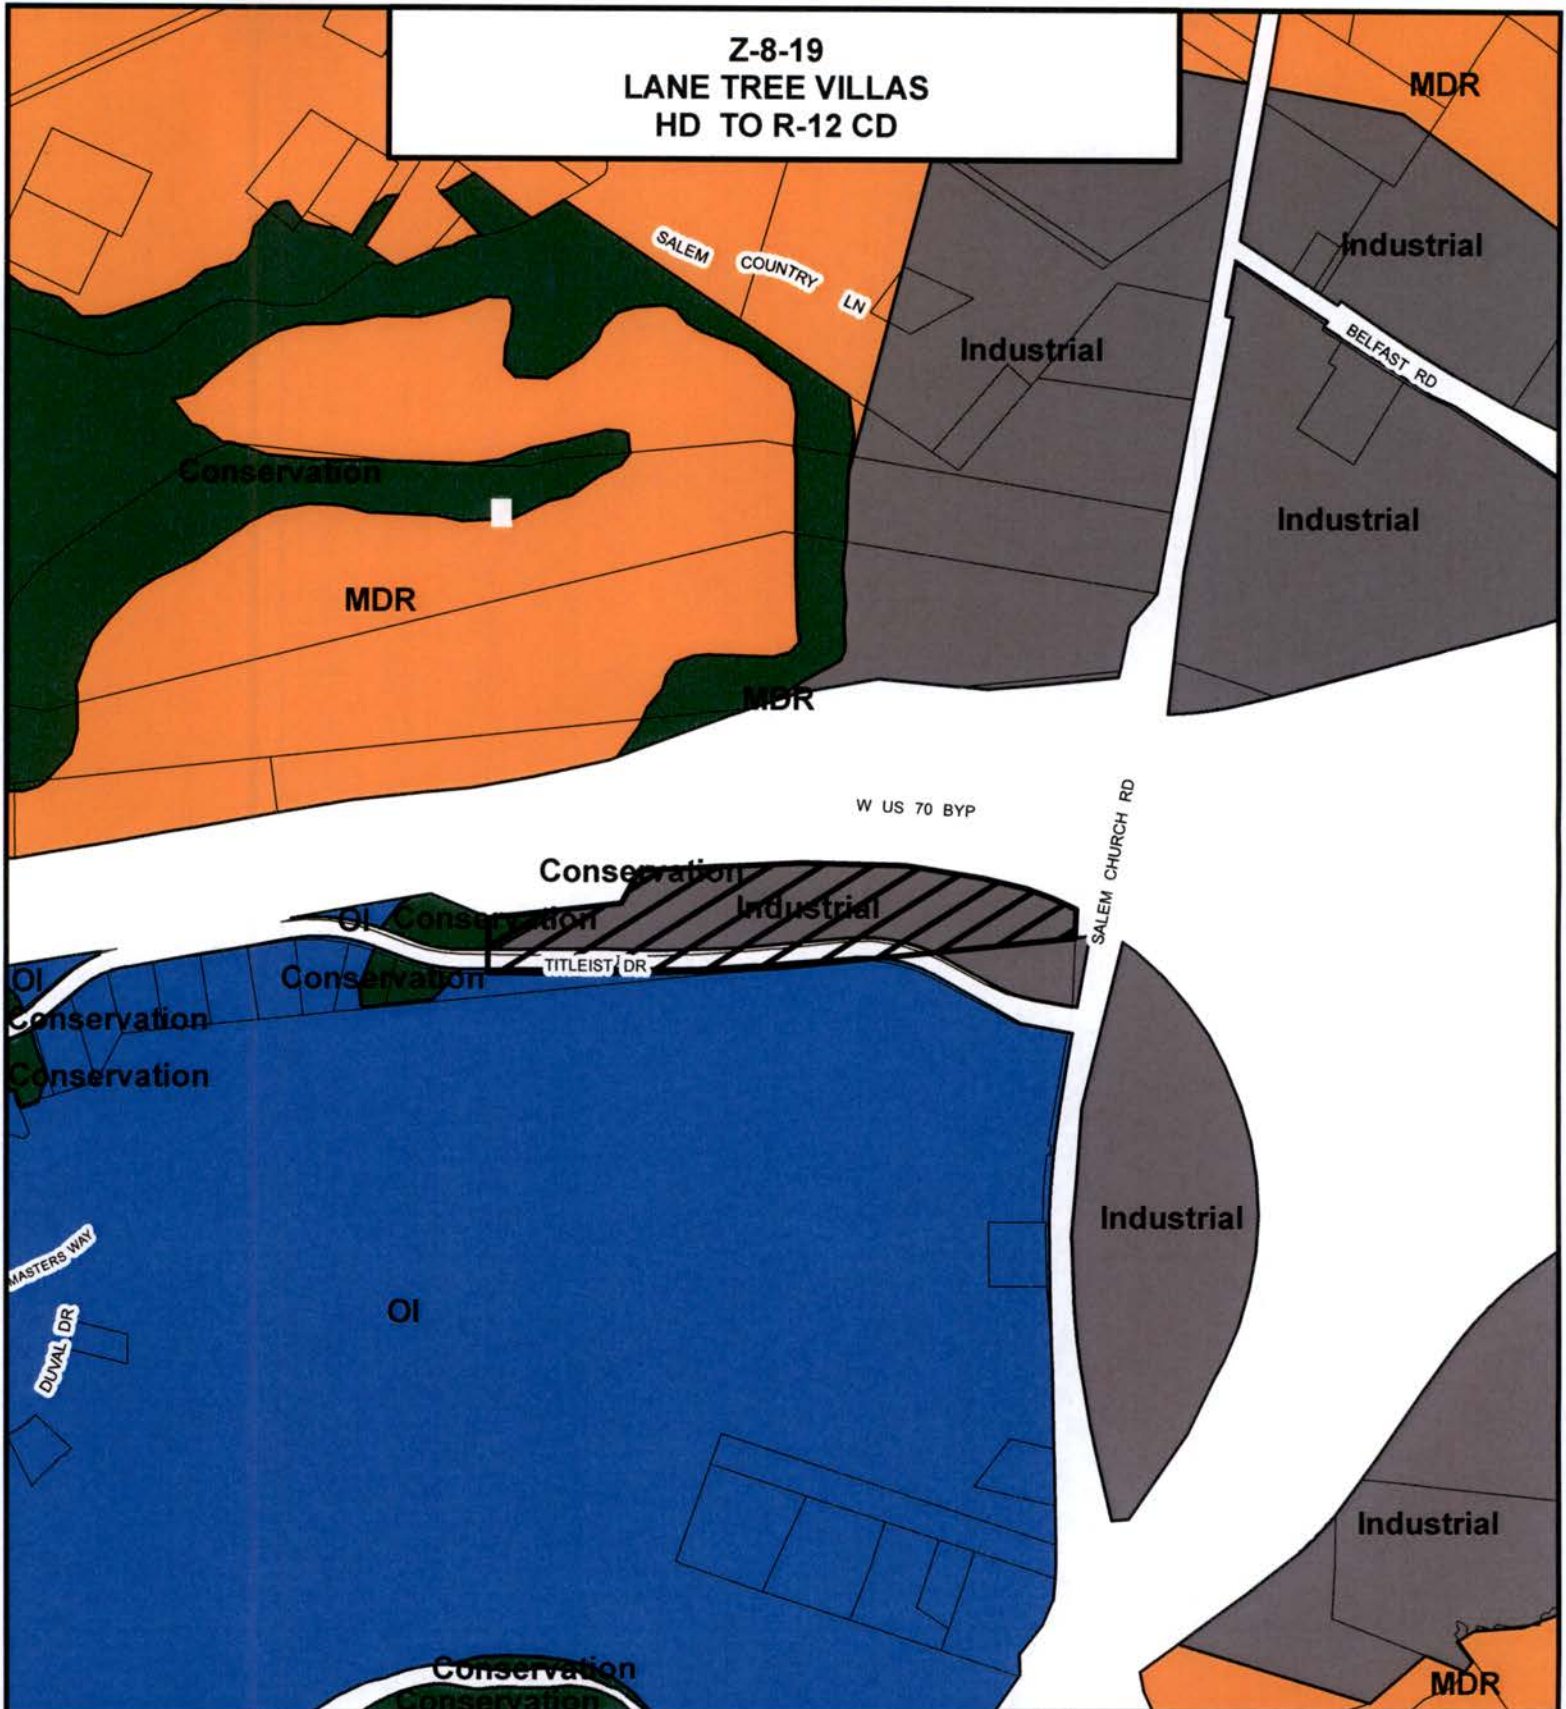 Z-8-19
LANE TREE VILLAS
HD TO R-12 CD
MDR
SALEM COUNTRY LN
Industrial
Industrial
BELFAST RD
Conservation
Industrial
MDR
MDR
W US 70 BYP
SALEM CHURCH RD
Conservation
Industrial
OI
Conservation
TITLEIST DR
OI
Conservation
Conservation
Conservation
Industrial
MASTERS WAY
OI
DUVAL DR
Industrial
Conservation
MDR
Conservation